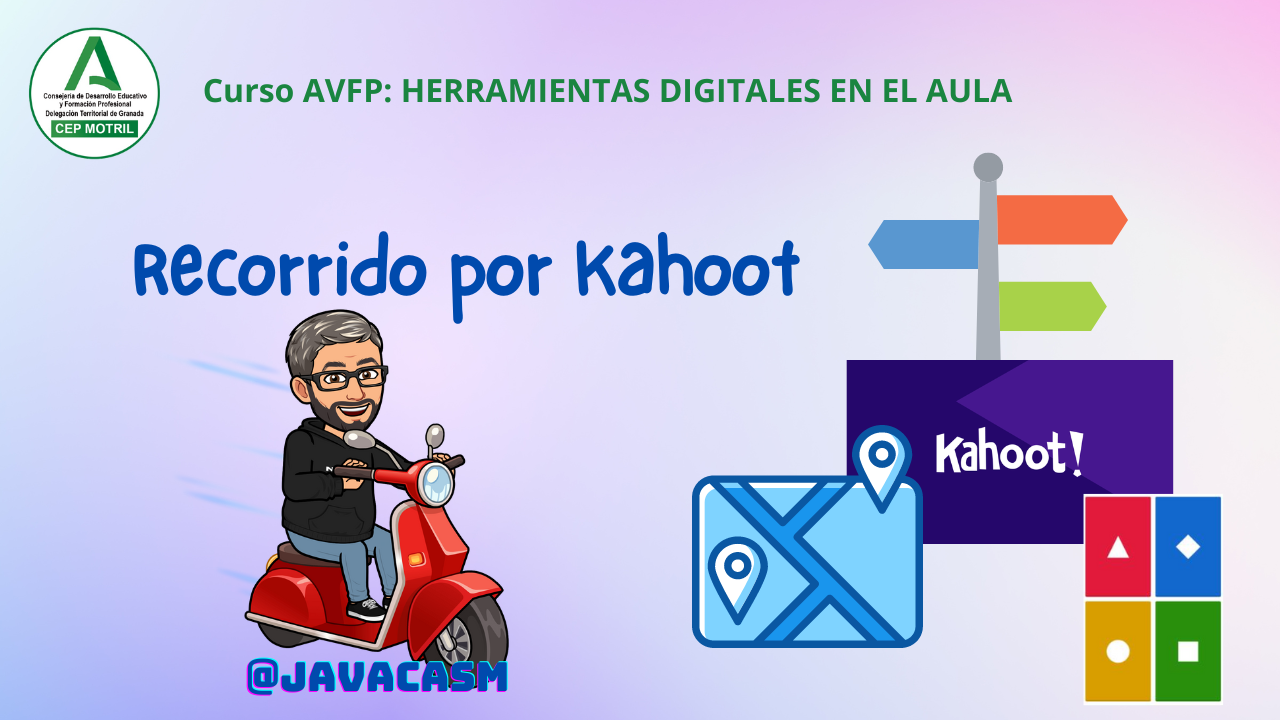 Consejería de Desarrollo Educativo
y Formación Profesional
Delegación Territorial de Granada
CEP MOTRIL
Curso AVFP: HERRAMIENTAS DIGITALES EN EL AULA
Recorrido por Kahoot
Kahoot!
@JAVACASM